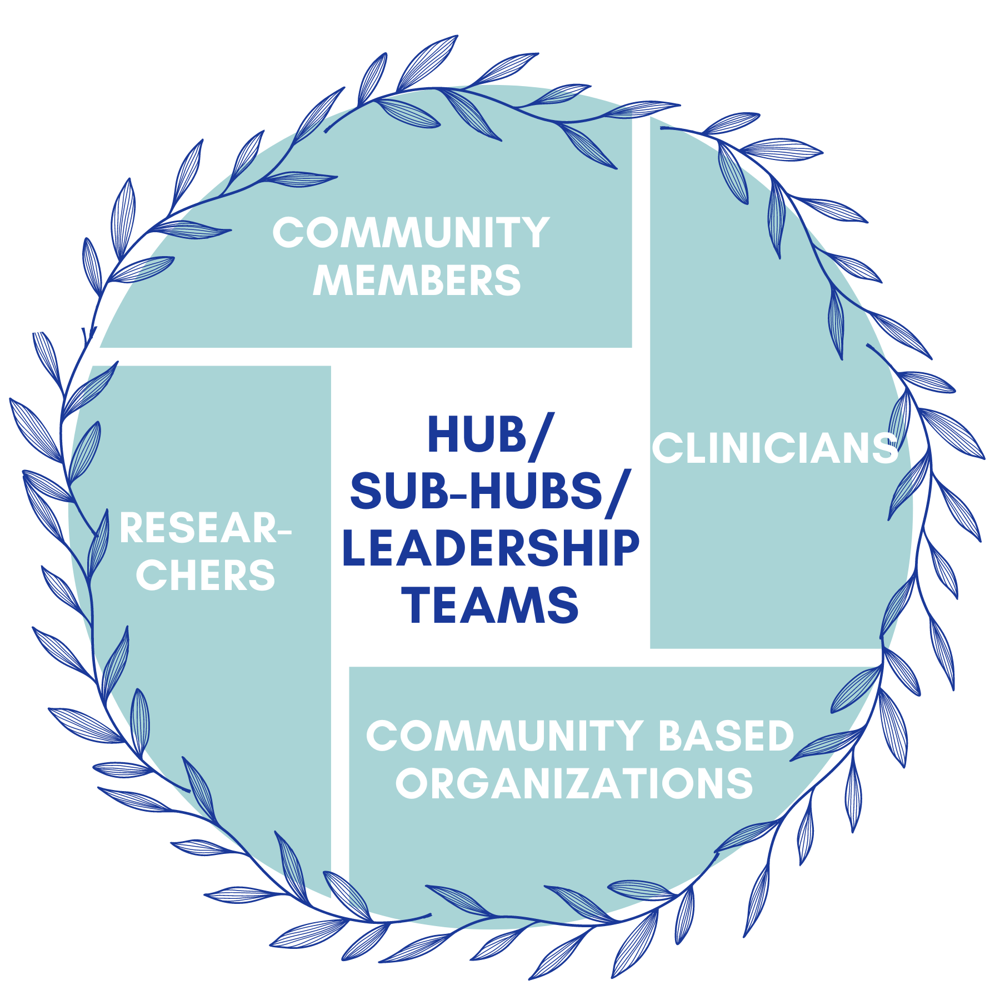 COMMUNITY
MEMBERS
HUB/
SUB-HUBS/
LEADERSHIP
TEAMS
CLINICIANS
RESEAR-
CHERS
COMMUNITY BASED
ORGANIZATIONS